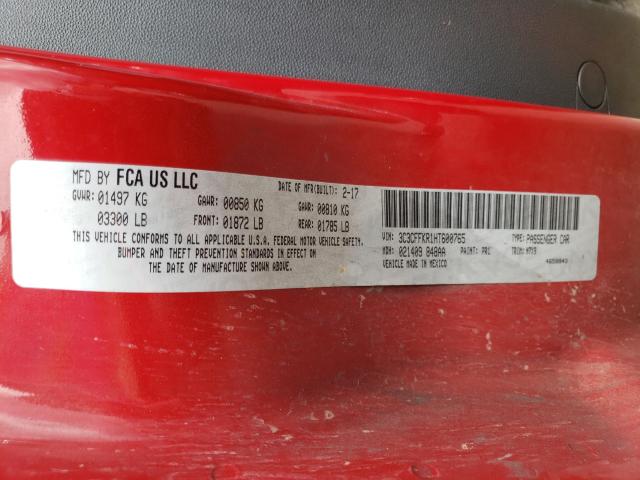 MFD BY FCA US LLC DATE OF MFR(BUILT): 2-17
GVWR: 01497 KG GAWR: 00850 KG GAWR: 00810 KG
03300 LB FRONT: 01872 LB REAR: 01785 LB
THIS VEHICLE CONFORMS TO ALL APPLICABLE U.S.A. FEDERAL MOTOR VEHICLE SAFETY,
BUMPER AND THEFT PREVENTION STANDARDS IN EFFECT ON
THE DATE OF MANUFACTURE SHOWN ABOVE.
VIN: 3C3CFFKR1HT600765 TYPE: PASSENGER CAR
MDH: 021409 848AA PAINT: PRC TRIM: MPX9
VEHICLE MADE IN MEXICO